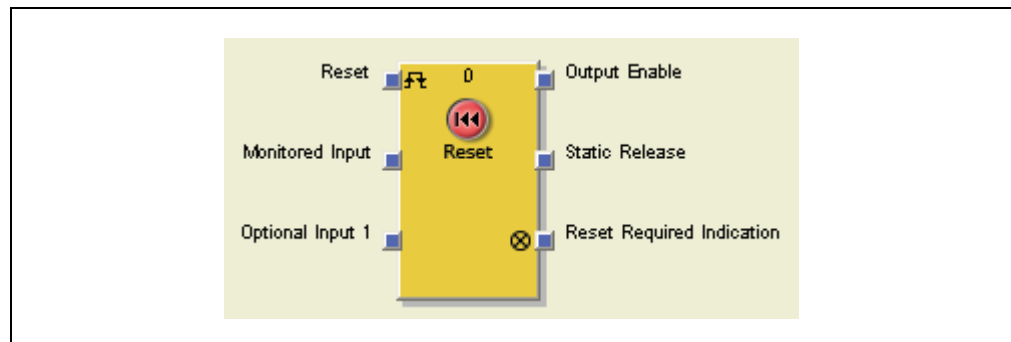 Reset 0 Output Enable
Monitored Input Reset Static Release
Optional Input 1 Reset Required Indication